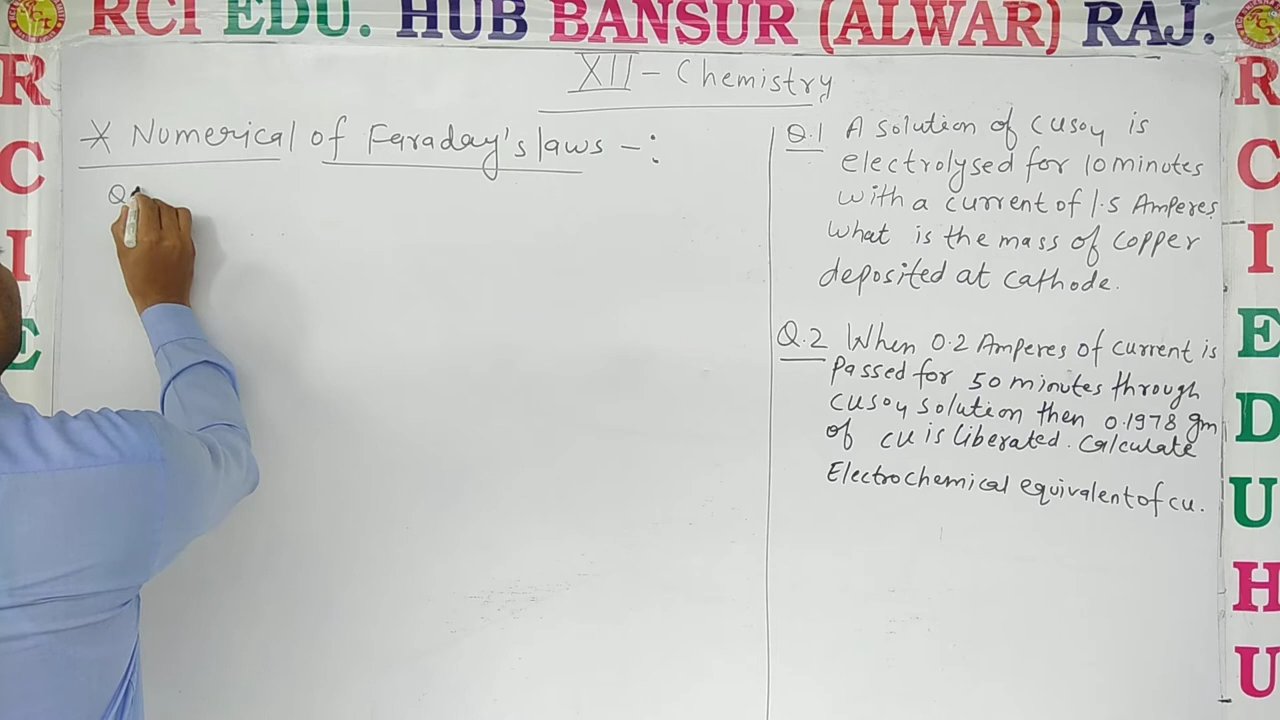 RCI EDU. HUB BANSUR (ALWAR) RAJ.
XII - Chemistry
* Numerical of Faraday's laws -:
Q.
Q.1 A solution of CuSO4 is
electrolysed for 10 minutes
with a current of 1.5 Amperes
what is the mass of copper
deposited at cathode.
Q.2 When 0.2 Amperes of current is
passed for 50 minutes through
CuSO4 solution then 0.1978 gm
of cu is liberated. Calculate
Electrochemical equivalent of cu.
R
C
I
E
R
C
I
E
D
U
H
U